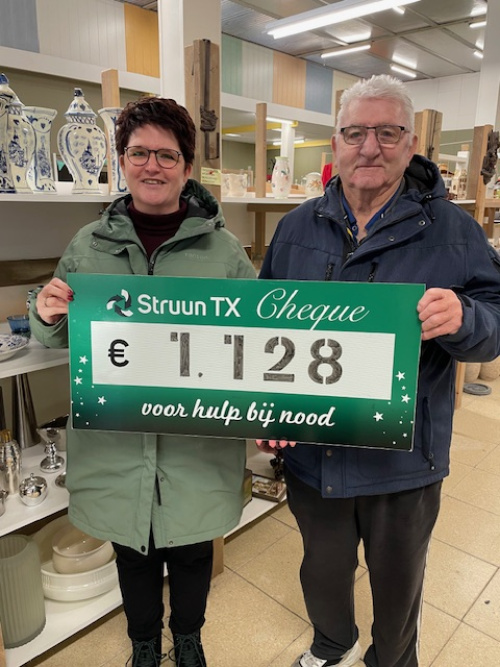 Struun TX Cheque
€ 1.128
voor hulp bij nood